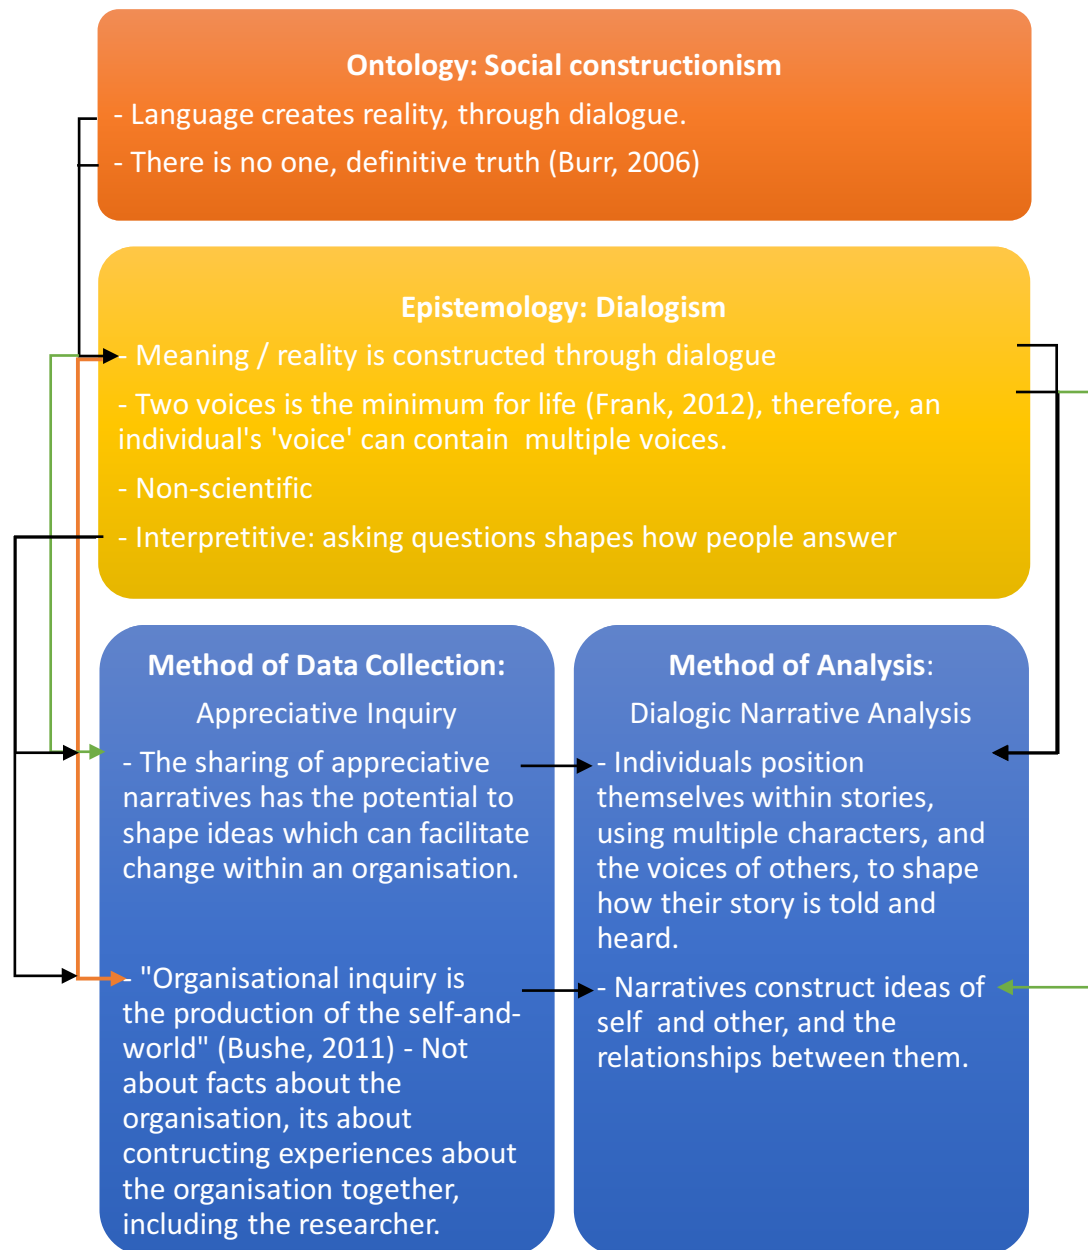 Ontology: Social constructionism
- Language creates reality, through dialogue.
- There is no one, definitive truth (Burr, 2006)
Epistemology: Dialogism
- Meaning / reality is constructed through dialogue
- Two voices is the minimum for life (Frank, 2012), therefore, an
individual's 'voice' can contain  multiple voices.
- Non-scientific
- Interpretitive: asking questions shapes how people answer
Method of Data Collection:
Appreciative Inquiry
- The sharing of appreciative
narratives has the potential to
shape ideas which can facilitate
change within an organisation.
- "Organisational inquiry is
the production of the self-and-
world" (Bushe, 2011) - Not
about facts about the
organisation, its about
contructing experiences about
the organisation together,
including the researcher.
Method of Analysis:
Dialogic Narrative Analysis
- Individuals position
themselves within stories,
using multiple characters, and
the voices of others, to shape
how their story is told and
heard.
- Narratives construct ideas of
self  and other, and the
relationships between them.